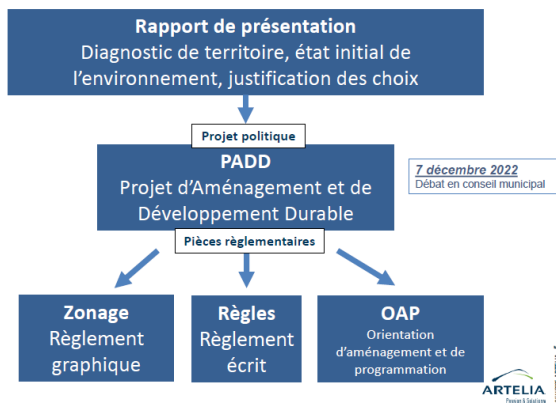 Rapport de présentation
Diagnostic de territoire, état initial de
l'environnement, justification des choix
Projet politique
PADD
Projet d'Aménagement et de
Développement Durable
7 décembre 2022
Débat en conseil municipal
Pièces règlementaires
Zonage
Règlement
graphique
Règles
Règlement
écrit
OAP
Orientation
d'aménagement et de
programmation
ARTELIA